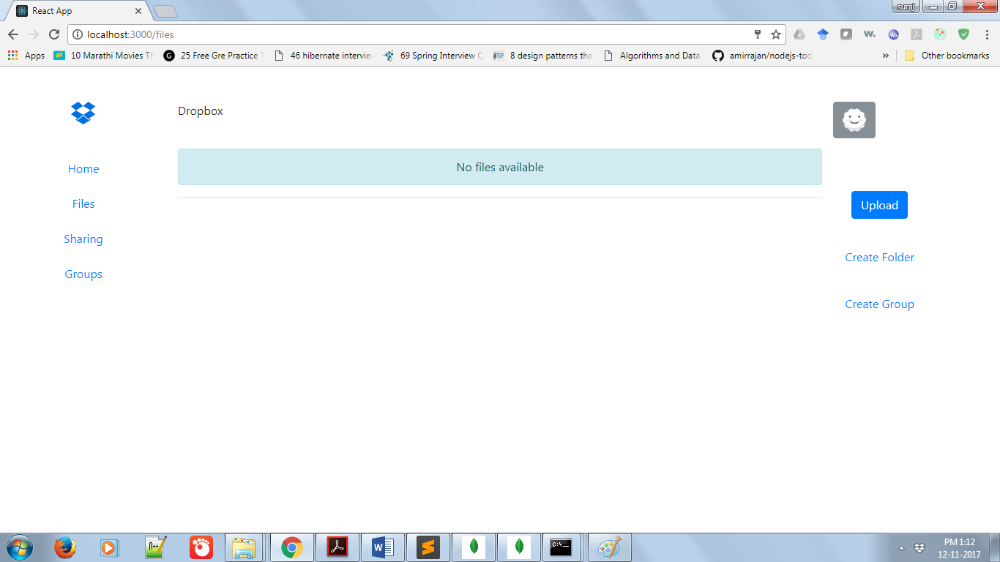 React App
suraj
localhost:3000/files
Apps
10 Marathi Movies Th
25 Free Gre Practice T
46 hibernate interview
69 Spring Interview Q
8 design patterns tha
Algorithms and Data
amirrajan/nodejs-tod
»
Other bookmarks
Dropbox
Home
Files
Sharing
Groups
No files available
Upload
Create Folder
Create Group
PM 1:12
12-11-2017